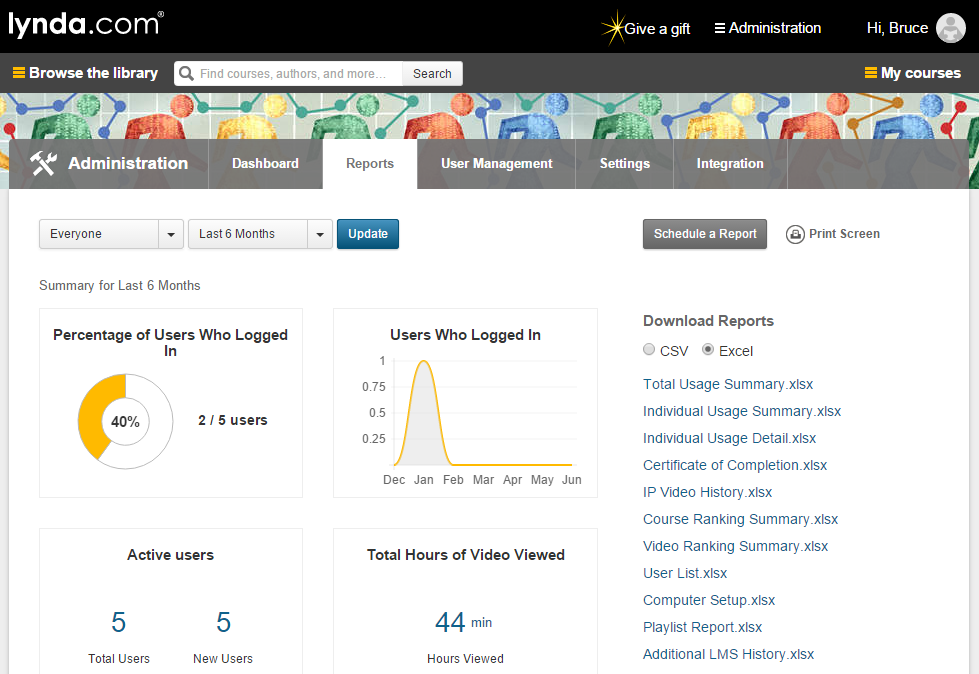 lynda.com®
Give a gift
Administration
Hi, Bruce
Browse the library
Find courses, authors, and more...
Search
My courses
Administration
Dashboard
Reports
User Management
Settings
Integration
Everyone
Last 6 Months
Update
Schedule a Report
Print Screen
Summary for Last 6 Months
Percentage of Users Who Logged
In
40%
2 / 5 users
Users Who Logged In
1
0.75
0.5
0.25
Dec Jan Feb Mar Apr May Jun
Active users
5
5
Total Users
New Users
Total Hours of Video Viewed
44 min
Hours Viewed
Download Reports
CSV
Excel
Total Usage Summary.xlsx
Individual Usage Summary.xlsx
Individual Usage Detail.xlsx
Certificate of Completion.xlsx
IP Video History.xlsx
Course Ranking Summary.xlsx
Video Ranking Summary.xlsx
User List.xlsx
Computer Setup.xlsx
Playlist Report.xlsx
Additional LMS History.xlsx